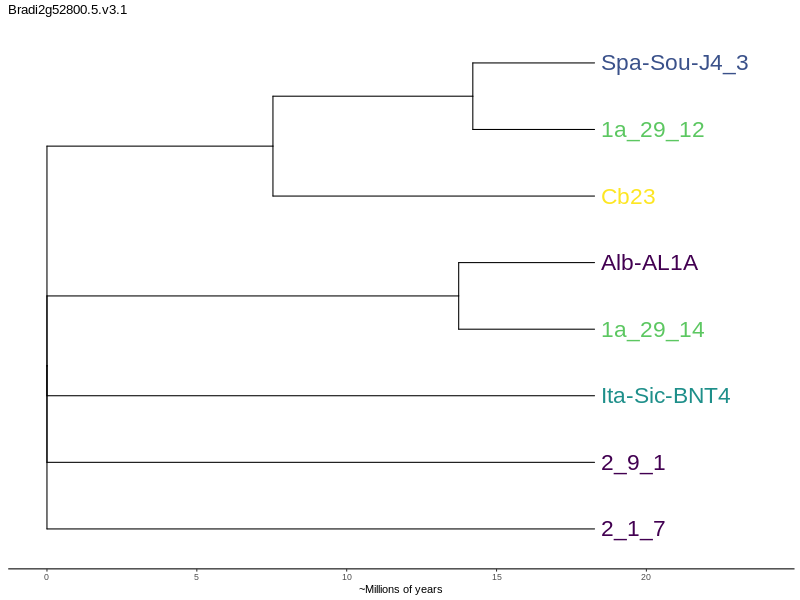 Bradi2g52800.5.v3.1
Spa-Sou-J4_3
1a_29_12
Cb23
Alb-AL1A
1a_29_14
Ita-Sic-BNT4
2_9_1
2_1_7
0 5 10 15 20
~Millions of years